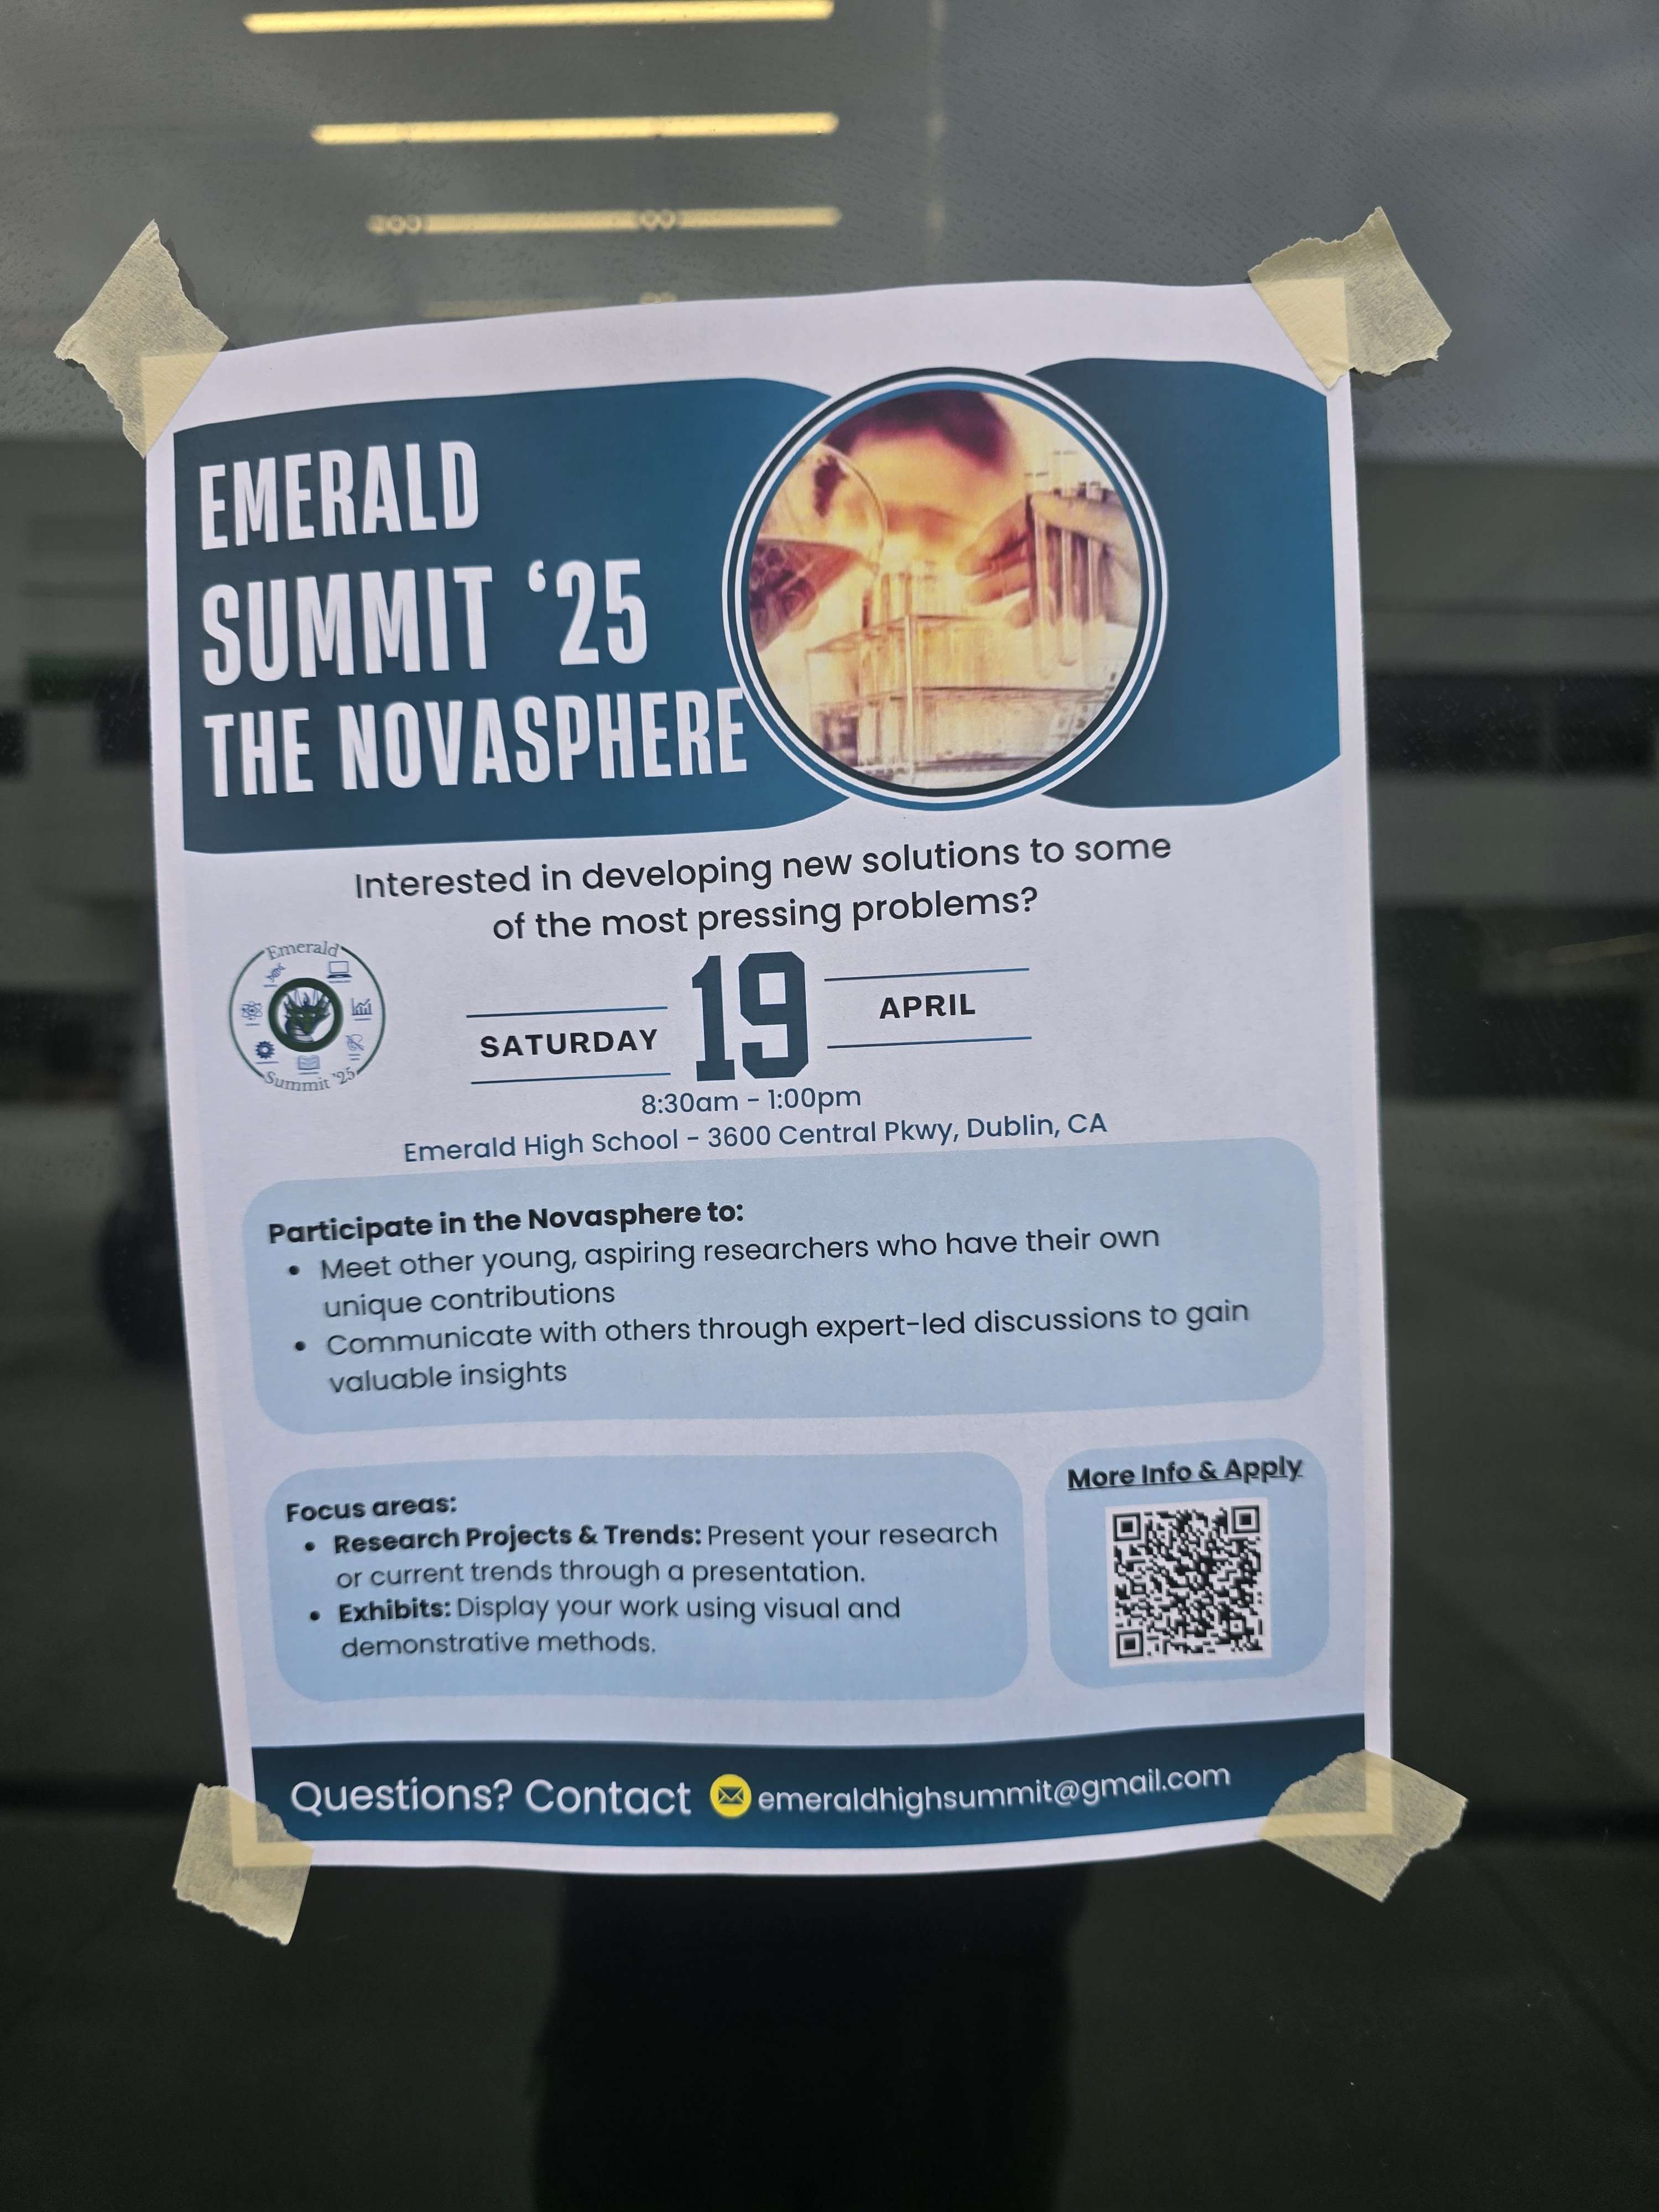 EMERALD
SUMMIT ‘25
THE NOVASPHERE
Interested in developing new solutions to some
of the most pressing problems?
Emerald
Summit '25
SATURDAY
19
APRIL
8:30am - 1:00pm
Emerald High School - 3600 Central Pkwy, Dublin, CA
Participate in the Novasphere to:
• Meet other young, aspiring researchers who have their own
unique contributions
• Communicate with others through expert-led discussions to gain
valuable insights
Focus areas:
• Research Projects & Trends: Present your research
or current trends through a presentation.
• Exhibits: Display your work using visual and
demonstrative methods.
More Info & Apply
Questions? Contact emeraldhighsummit@gmail.com